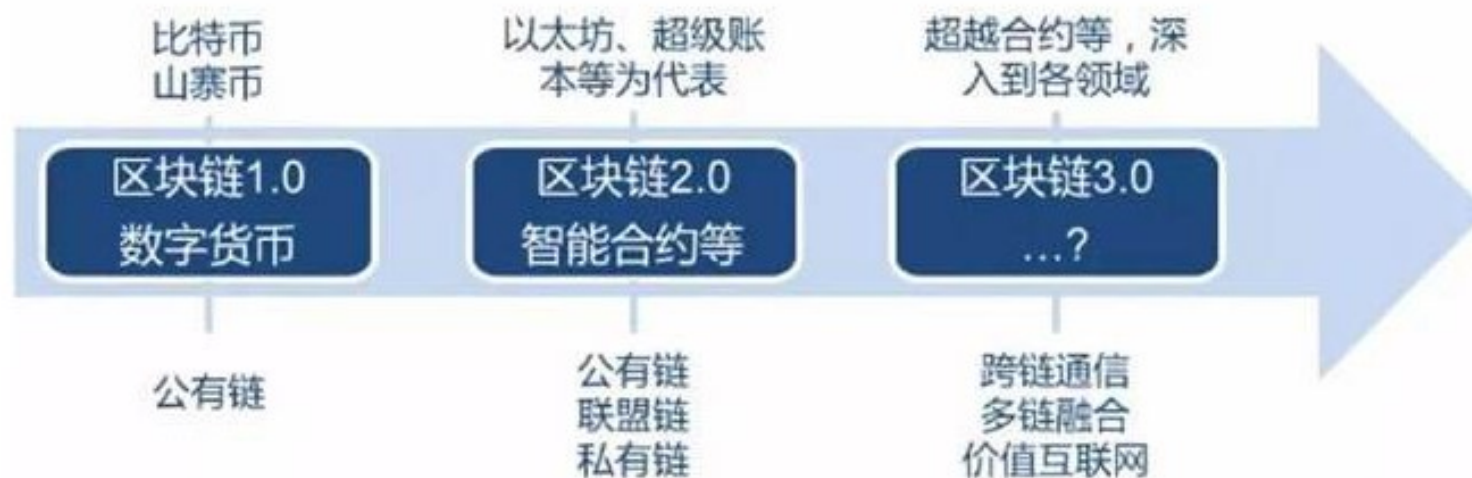 比特币
山寨币
以太坊、超级账
本等为代表
超越合约等，深
入到各领域
区块链1.0
数字货币
区块链2.0
智能合约等
区块链3.0
...?
公有链
公有链
联盟链
私有链
跨链通信
多链融合
价值互联网